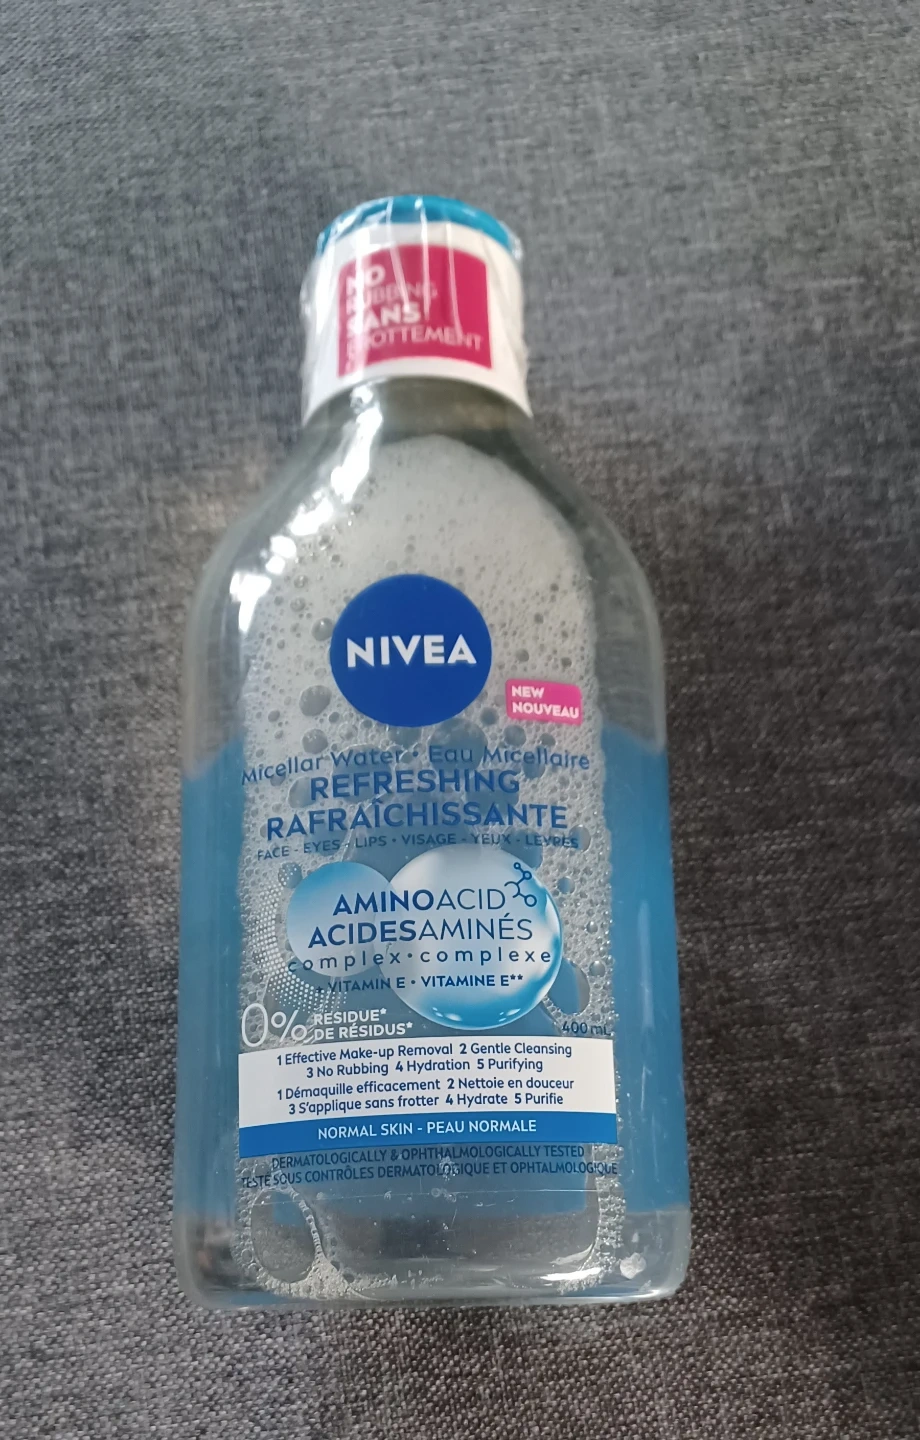 NO
RUBBING
SANS
FROTTEMENT
NIVEA
NEW
NOUVEAU
Micellar Water • Eau Micellaire
REFRESHING
RAFRAÎCHISSANTE
FACE - EYES - LIPS • VISAGE - YEUX - LÈVRES
AMINOACID
ACIDESAMINÉS
complex • complexe
+ VITAMIN E • VITAMINE E**
0% RESIDUE*
DE RÉSIDUS*
400 mL
1 Effective Make-up Removal 2 Gentle Cleansing
3 No Rubbing 4 Hydration 5 Purifying
1 Démaquille efficacement 2 Nettoie en douceur
3 S'applique sans frotter 4 Hydrate 5 Purifie
NORMAL SKIN - PEAU NORMALE
DERMATOLOGICALLY & OPHTHALMOLOGICALLY TESTED
TESTÉ SOUS CONTRÔLES DERMATOLOGIQUE ET OPHTALMOLOGIQUE